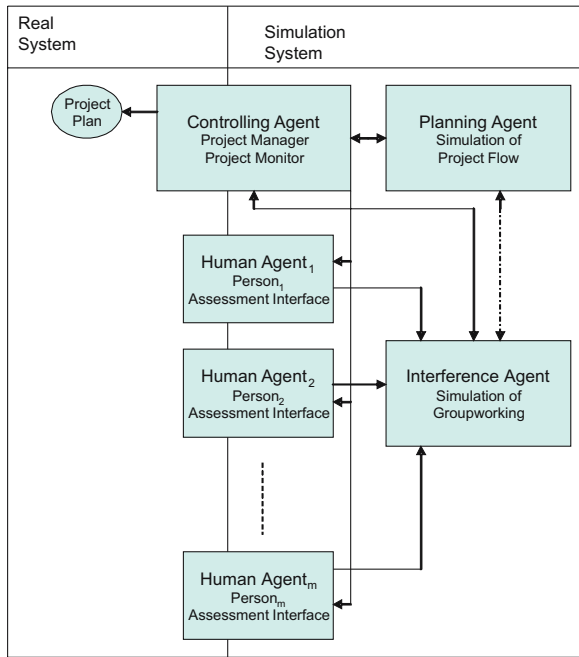 Real
System
Simulation
System
Project
Plan
Controlling Agent
Project Manager
Project Monitor
Planning Agent
Simulation of
Project Flow
Human Agent₁
Person₁
Assessment Interface
Human Agent₂
Person₂
Assessment Interface
Interference Agent
Simulation of
Groupworking
Human Agentₘ
Personₘ
Assessment Interface